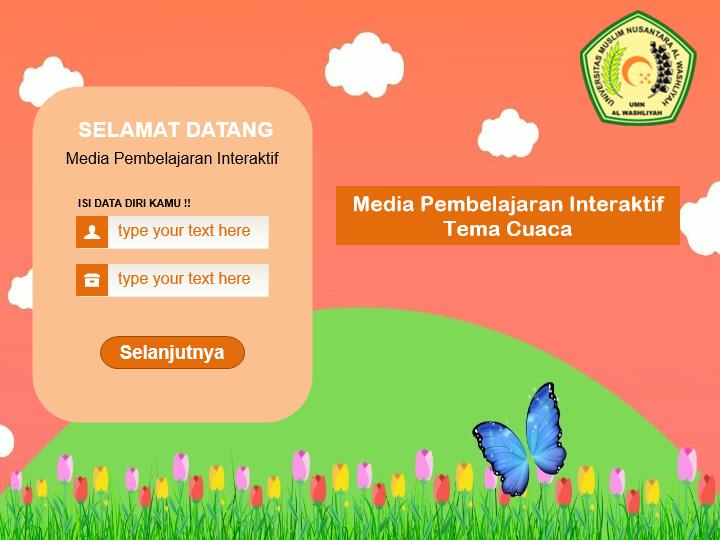 UNIVERSITAS MUSLIM NUSANTARA AL WASHLIYAH
UMN
AL WASHLIYAH
SELAMAT DATANG
Media Pembelajaran Interaktif
ISI DATA DIRI KAMU !!
type your text here
type your text here
Selanjutnya
Media Pembelajaran Interaktif
Tema Cuaca